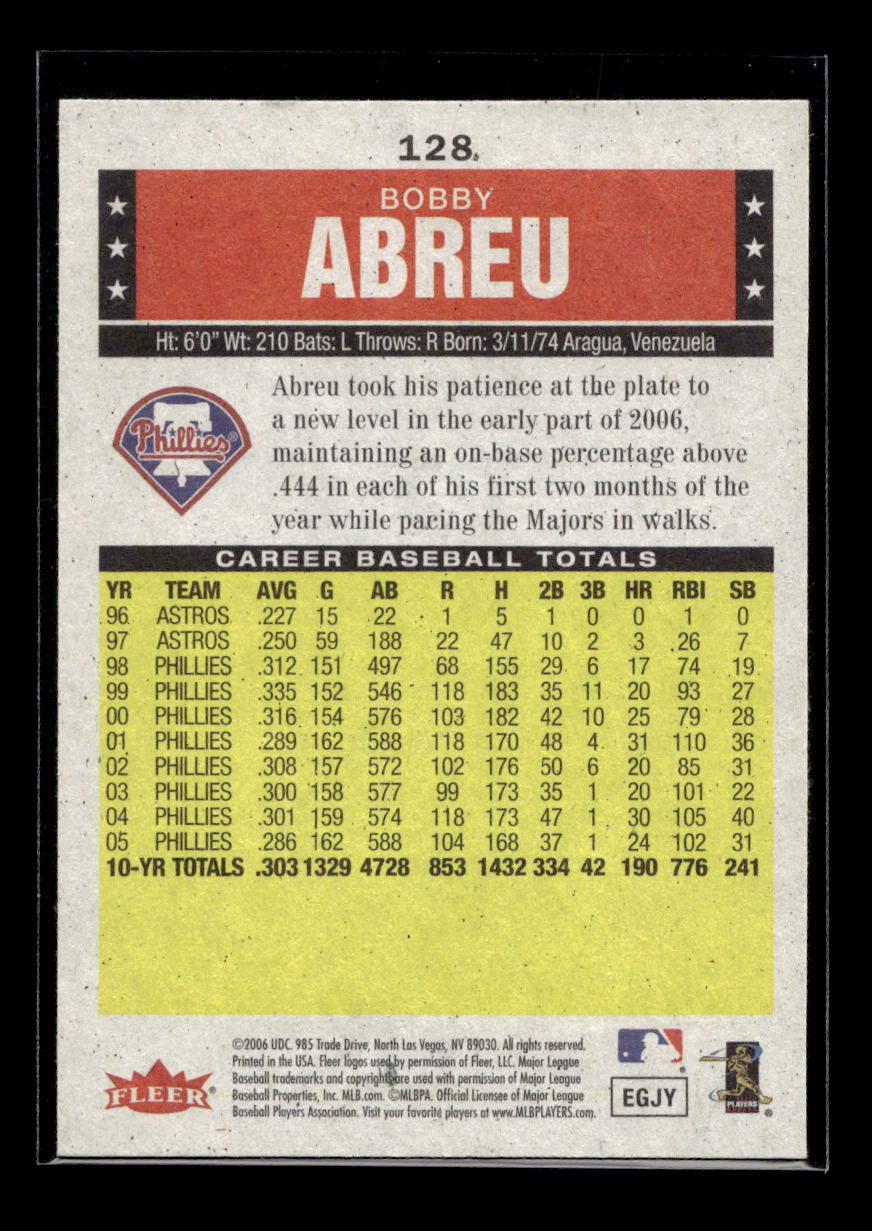 128
BOBBY
ABREU
Ht: 6'0" Wt: 210 Bats: L Throws: R Born: 3/11/74 Aragua, Venezuela
Phillies®
Abreu took his patience at the plate to
a new level in the early part of 2006,
maintaining an on-base percentage above
.444 in each of his first two months of the
year while pacing the Majors in walks.
CAREER BASEBALL TOTALS
YR TEAM AVG G AB R H 2B 3B HR RBI SB
96 ASTROS .227 15 22 1 5 1 0 0 1 0
97 ASTROS .250 59 188 22 47 10 2 3 26 7
98 PHILLIES .312 151 497 68 155 29 6 17 74 19
99 PHILLIES .335 152 546 118 183 35 11 20 93 27
00 PHILLIES .316 154 576 103 182 42 10 25 79 28
01 PHILLIES .289 162 588 118 170 48 4 31 110 36
02 PHILLIES .308 157 572 102 176 50 6 20 85 31
03 PHILLIES .300 158 577 99 173 35 1 20 101 22
04 PHILLIES .301 159 574 118 173 47 1 30 105 40
05 PHILLIES .286 162 588 104 168 37 1 24 102 31
10-YR TOTALS .303 1329 4728 853 1432 334 42 190 776 241
©2006 UDC. 985 Trade Drive, North Las Vegas, NV 89030. All rights reserved.
Printed in the USA. Fleer logos used by permission of Fleer, LLC. Major League
Baseball trademarks and copyrights are used with permission of Major League
Baseball Properties, Inc. MLB.com. ©MLBPA. Official Licensee of Major League
Baseball Players Association. Visit your favorite players at www.MLBPLAYERS.com.
FLEER®
EGJY
PLAYERS